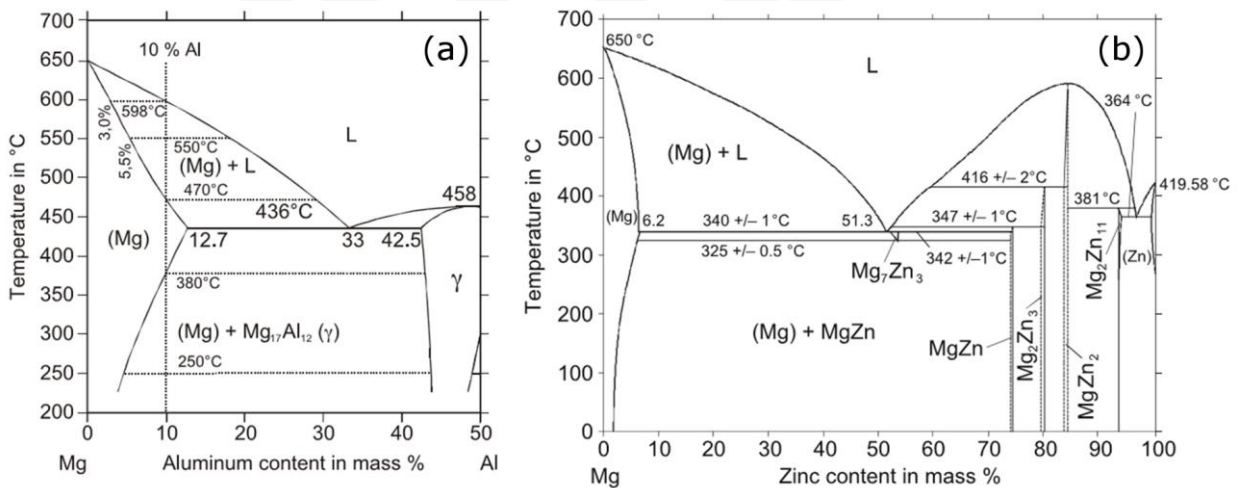 (a)
Temperature in °C
700
650
600
550
500
450
400
350
300
250
200
10 % Al
598°C
3,0%
5,5%
550°C
L
(Mg) + L
470°C
436°C
458
(Mg)
12.7
33
42.5
380°C
γ
(Mg) + Mg₁₇Al₁₂ (γ)
250°C
0
10
20
30
40
50
Mg
Aluminum content in mass %
Al
(b)
Temperature in °C
700
600
500
400
300
200
100
0
650 °C
L
364 °C
(Mg) + L
416 +/– 2°C
419.58 °C
381°C
(Mg)
6.2
340 +/– 1°C
51.3
347 +/– 1°C
325 +/– 0.5 °C
342 +/–1°C
Mg₇Zn₃
(Mg) + MgZn
MgZn
Mg₂Zn₃
MgZn₂
Mg₂Zn₁₁
(Zn)
0
10
20
30
40
50
60
70
80
90
100
Mg
Zinc content in mass %